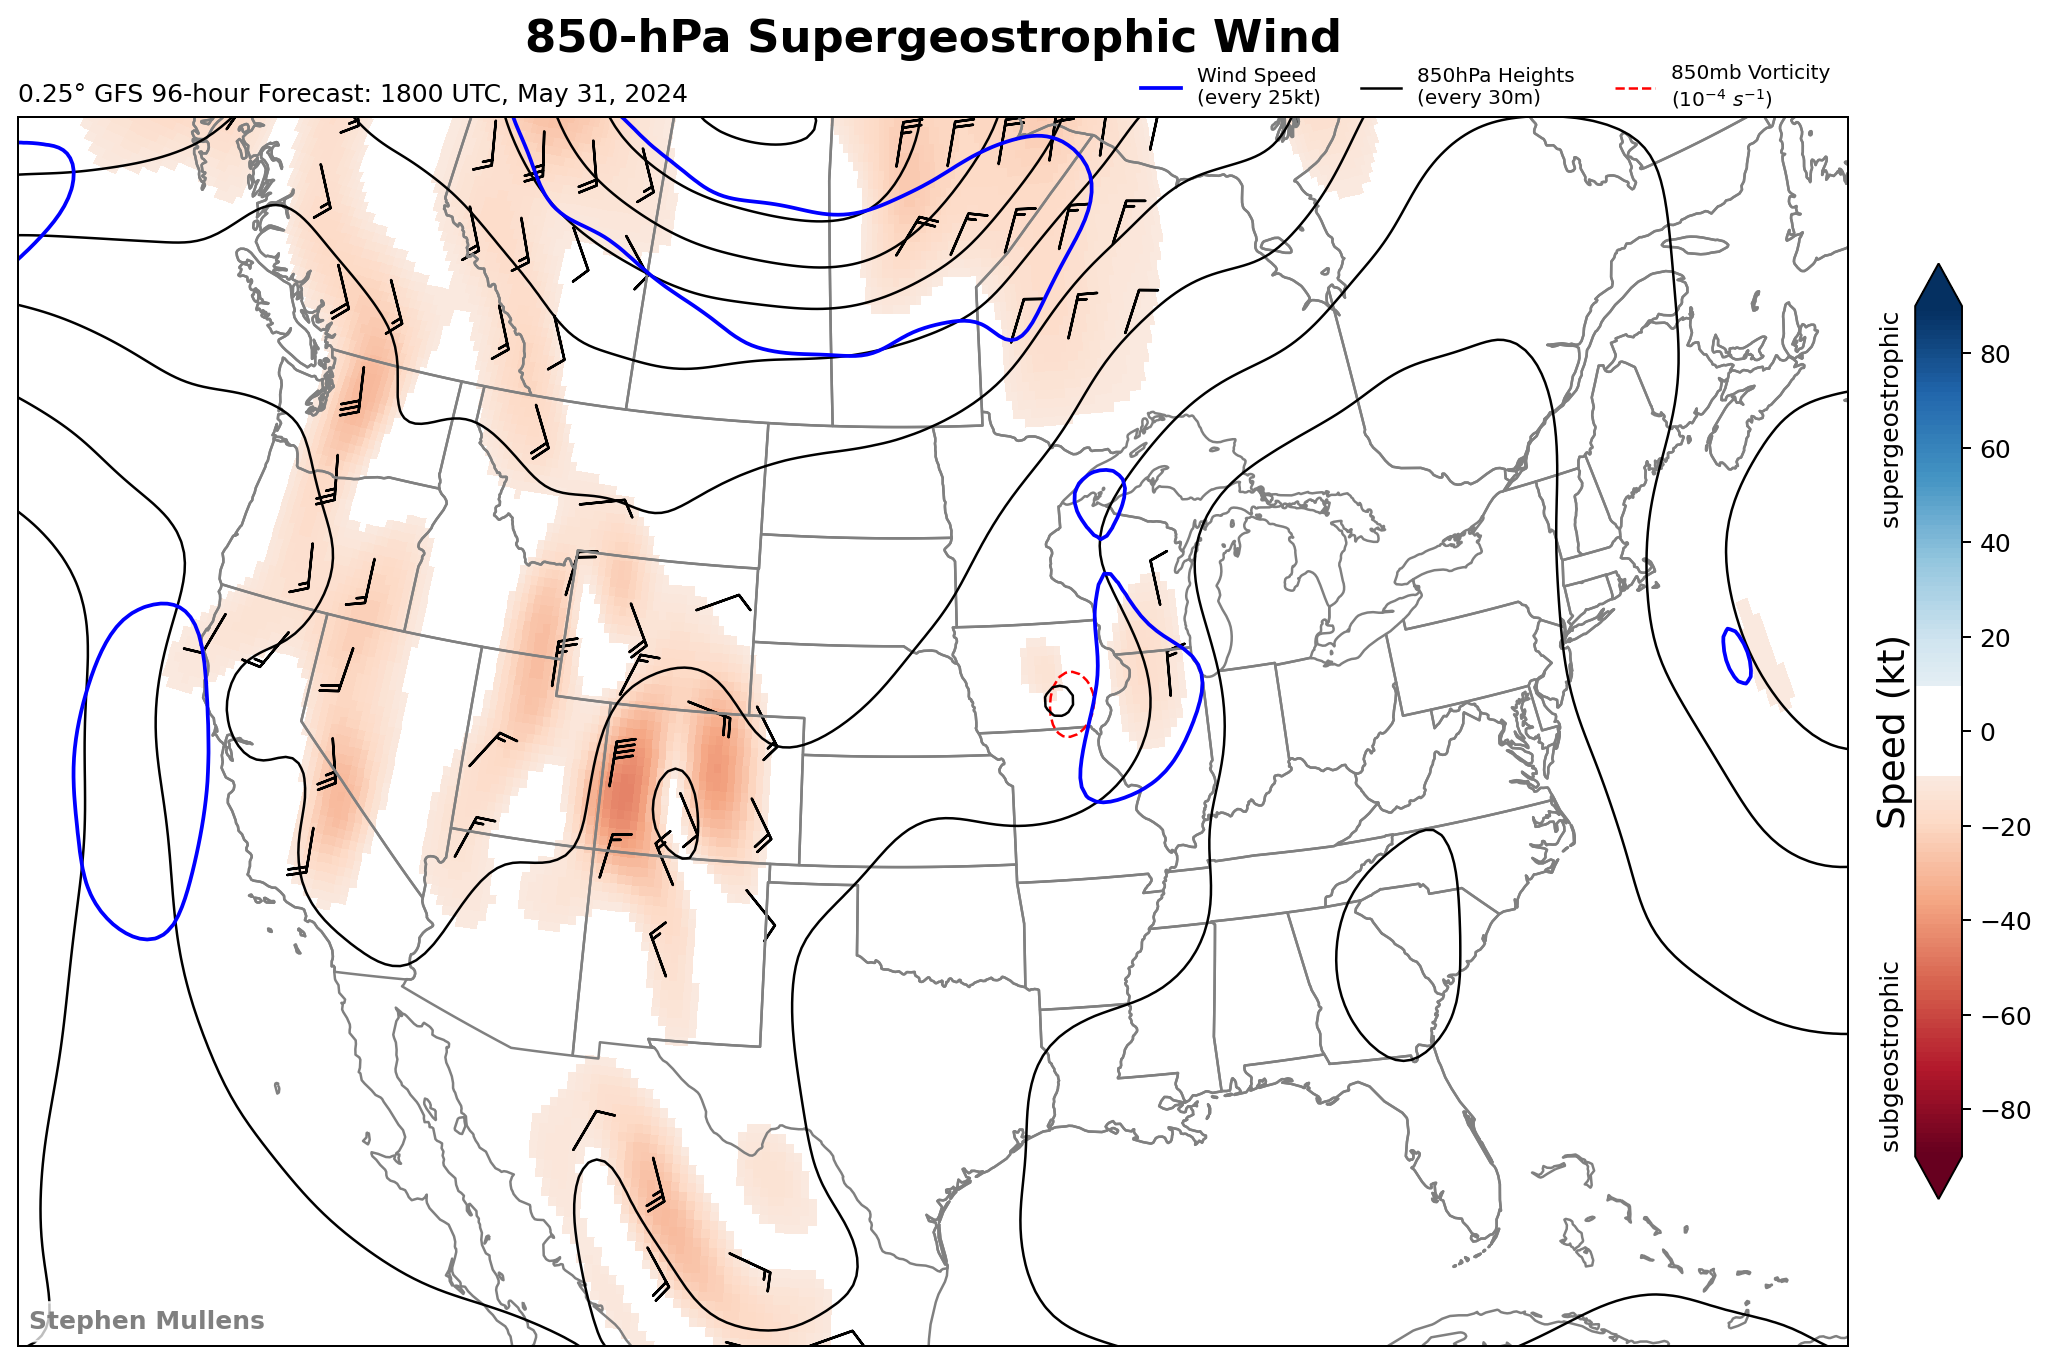 850-hPa Supergeostrophic Wind
0.25° GFS 96-hour Forecast: 1800 UTC, May 31, 2024
Wind Speed
(every 25kt)
850hPa Heights
(every 30m)
850mb Vorticity
(10⁻⁴ s⁻¹)
supergeostrophic
Speed (kt)
subgeostrophic
80
60
40
20
0
−20
−40
−60
−80
Stephen Mullens